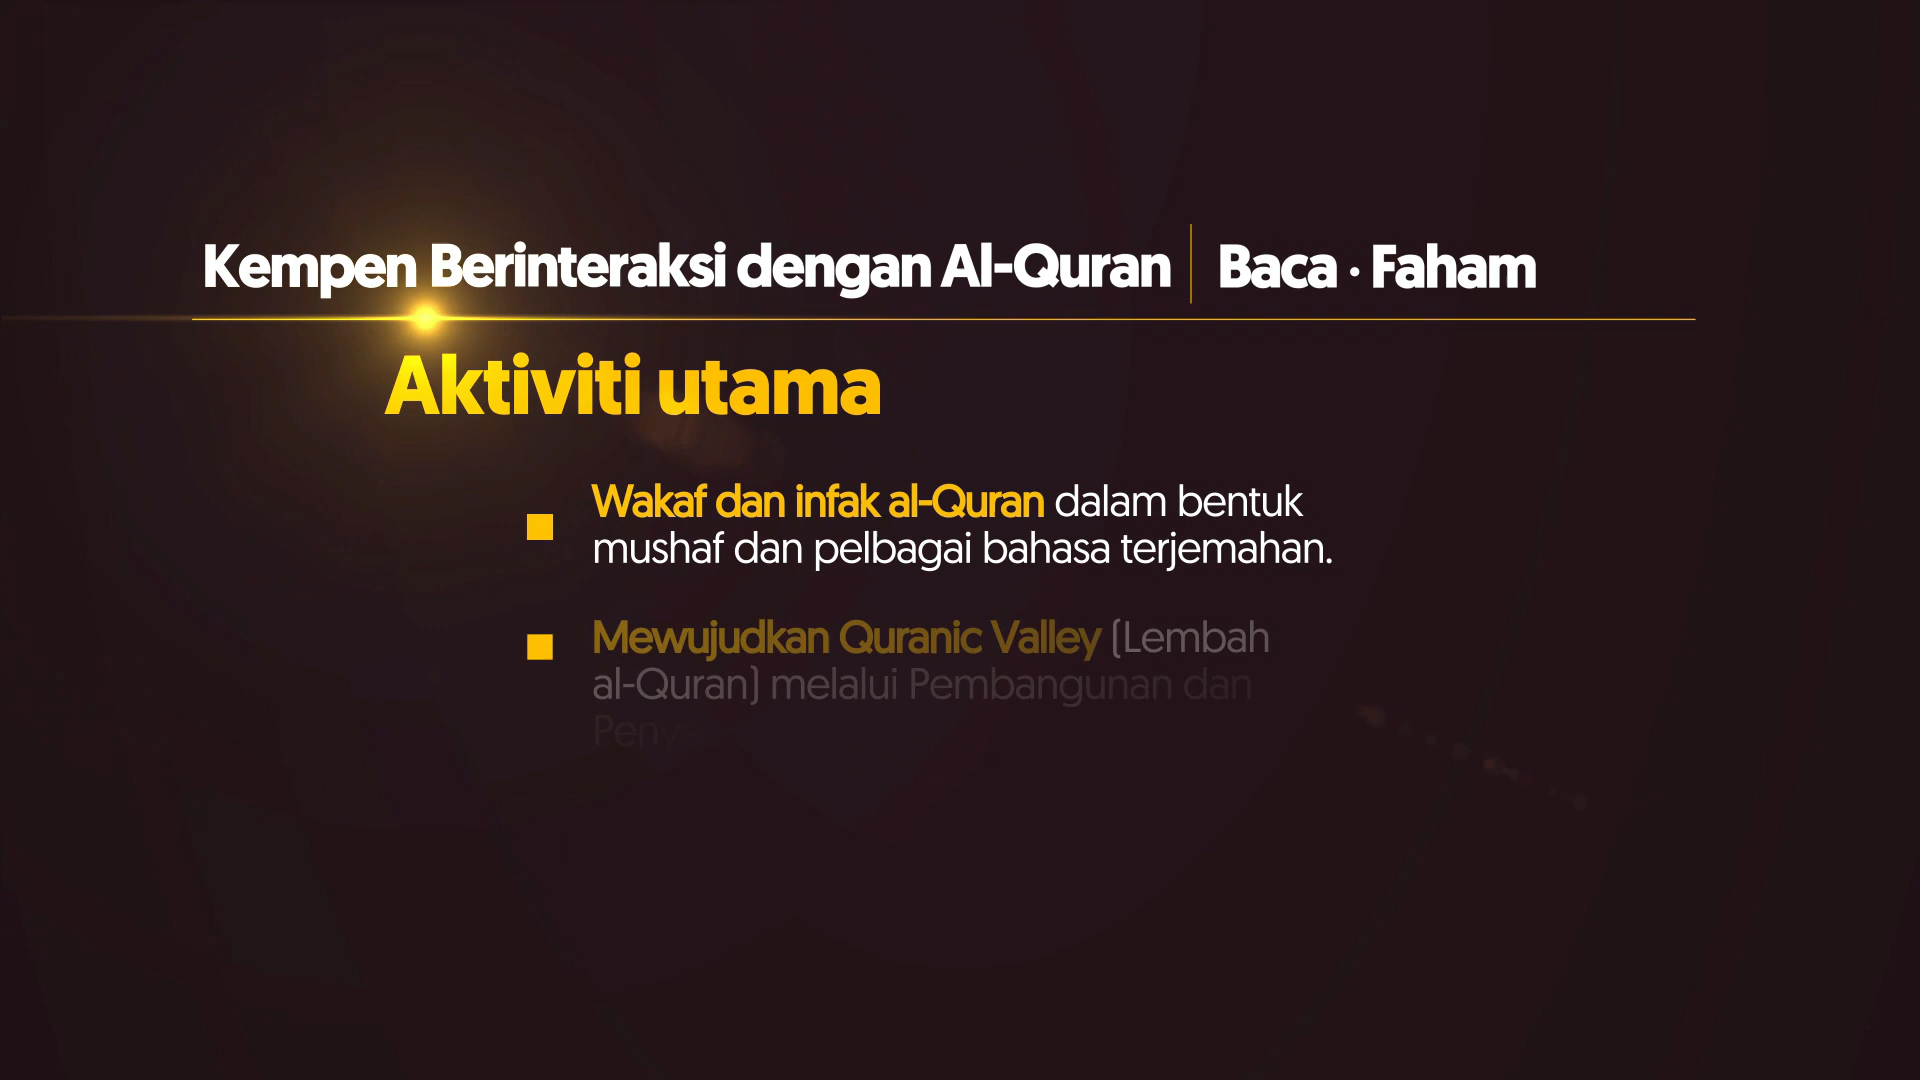 Kempen Berinteraksi dengan Al-Quran Baca · Faham
Aktiviti utama
Wakaf dan infak al-Quran dalam bentuk
mushaf dan pelbagai bahasa terjemahan.
Mewujudkan Quranic Valley (Lembah
al-Quran) melalui Pembangunan dan